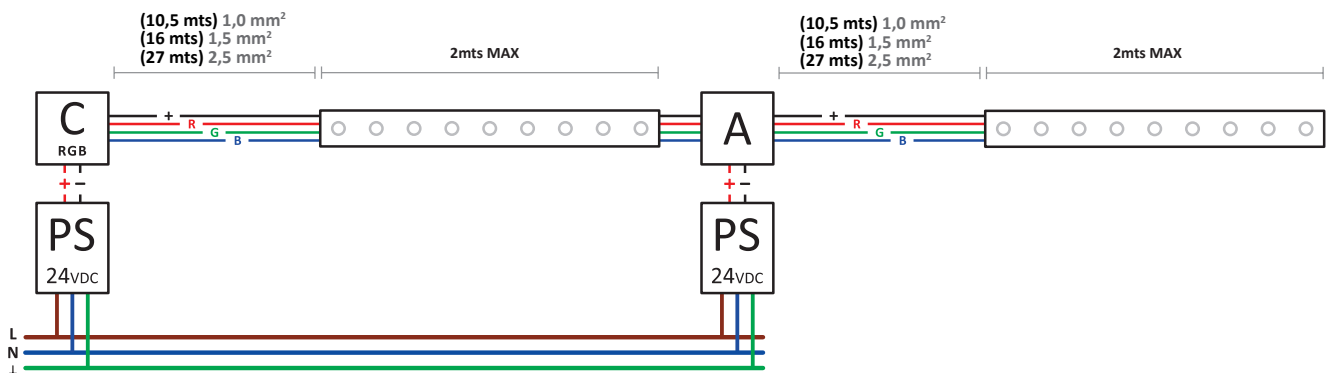 (10,5 mts) 1,0 mm²
(16 mts) 1,5 mm²
(27 mts) 2,5 mm²
2mts MAX
(10,5 mts) 1,0 mm²
(16 mts) 1,5 mm²
(27 mts) 2,5 mm²
2mts MAX
C
RGB
+
R
G
B
A
+
R
G
B
+ −
+ −
PS
24VDC
PS
24VDC
L
N
⊥